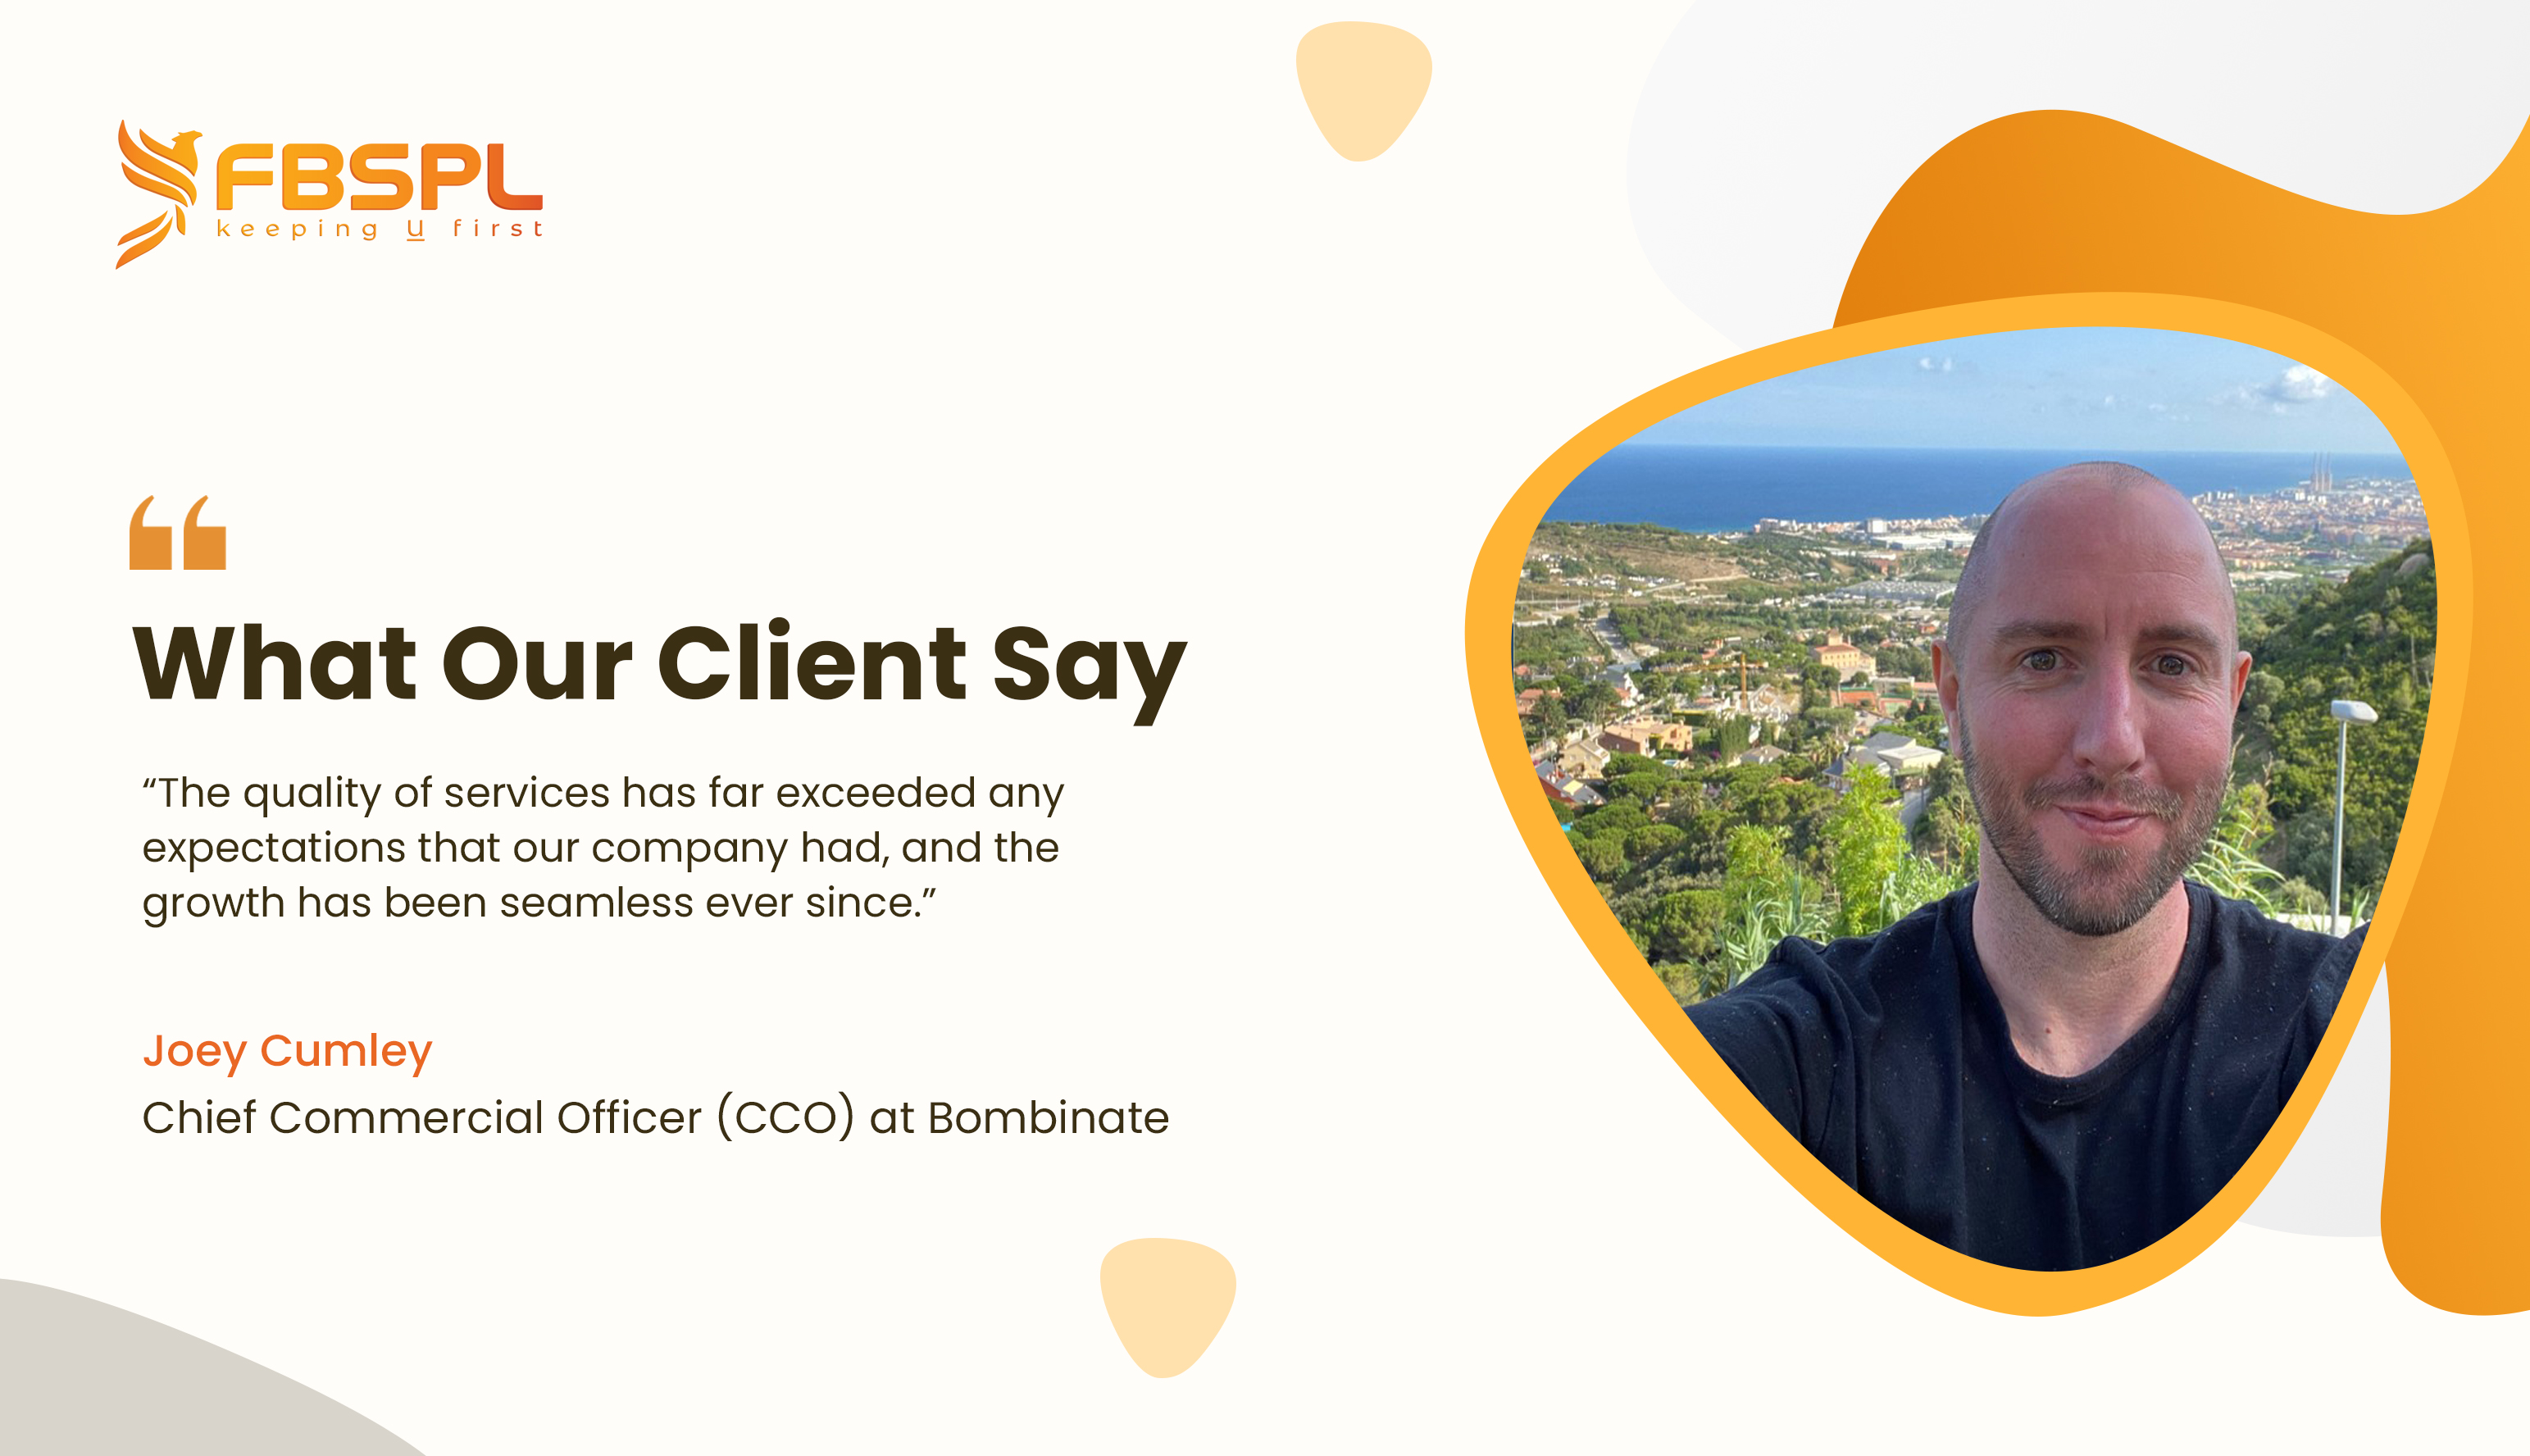 FBSPL
keeping U first
What Our Client Say
“The quality of services has far exceeded any
expectations that our company had, and the
growth has been seamless ever since.”
Joey Cumley
Chief Commercial Officer (CCO) at Bombinate